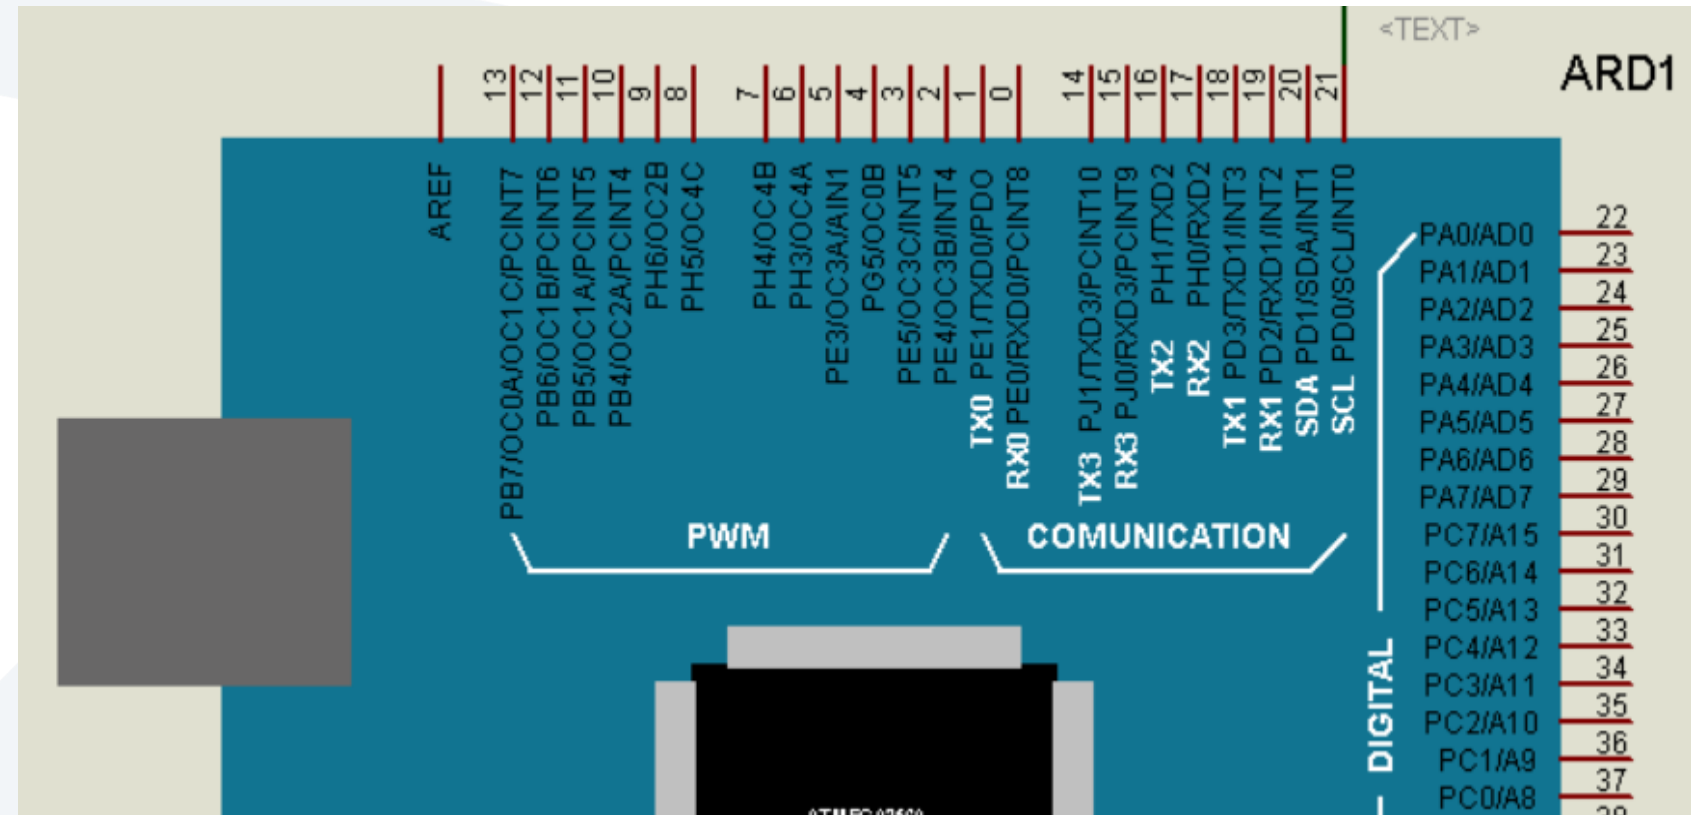 <TEXT>
ARD1
13
12
11
10
9
8
7
6
5
4
3
2
1
0
14
15
16
17
18
19
20
21
AREF
PB7/OC0A/OC1C/PCINT7
PB6/OC1B/PCINT6
PB5/OC1A/PCINT5
PB4/OC2A/PCINT4
PH6/OC2B
PH5/OC4C
PH4/OC4B
PH3/OC4A
PE3/OC3A/AIN1
PG5/OC0B
PE5/OC3C/INT5
PE4/OC3B/INT4
TX0 PE1/TXD0/PDO
RX0 PE0/RXD0/PCINT8
TX3 PJ1/TXD3/PCINT10
RX3 PJ0/RXD3/PCINT9
TX2 PH1/TXD2
RX2 PH0/RXD2
TX1 PD3/TXD1/INT3
RX1 PD2/RXD1/INT2
SDA PD1/SDA/INT1
SCL PD0/SCL/INT0
PWM
COMUNICATION
DIGITAL
PA0/AD0 22
PA1/AD1 23
PA2/AD2 24
PA3/AD3 25
PA4/AD4 26
PA5/AD5 27
PA6/AD6 28
PA7/AD7 29
PC7/A15 30
PC6/A14 31
PC5/A13 32
PC4/A12 33
PC3/A11 34
PC2/A10 35
PC1/A9 36
PC0/A8 37